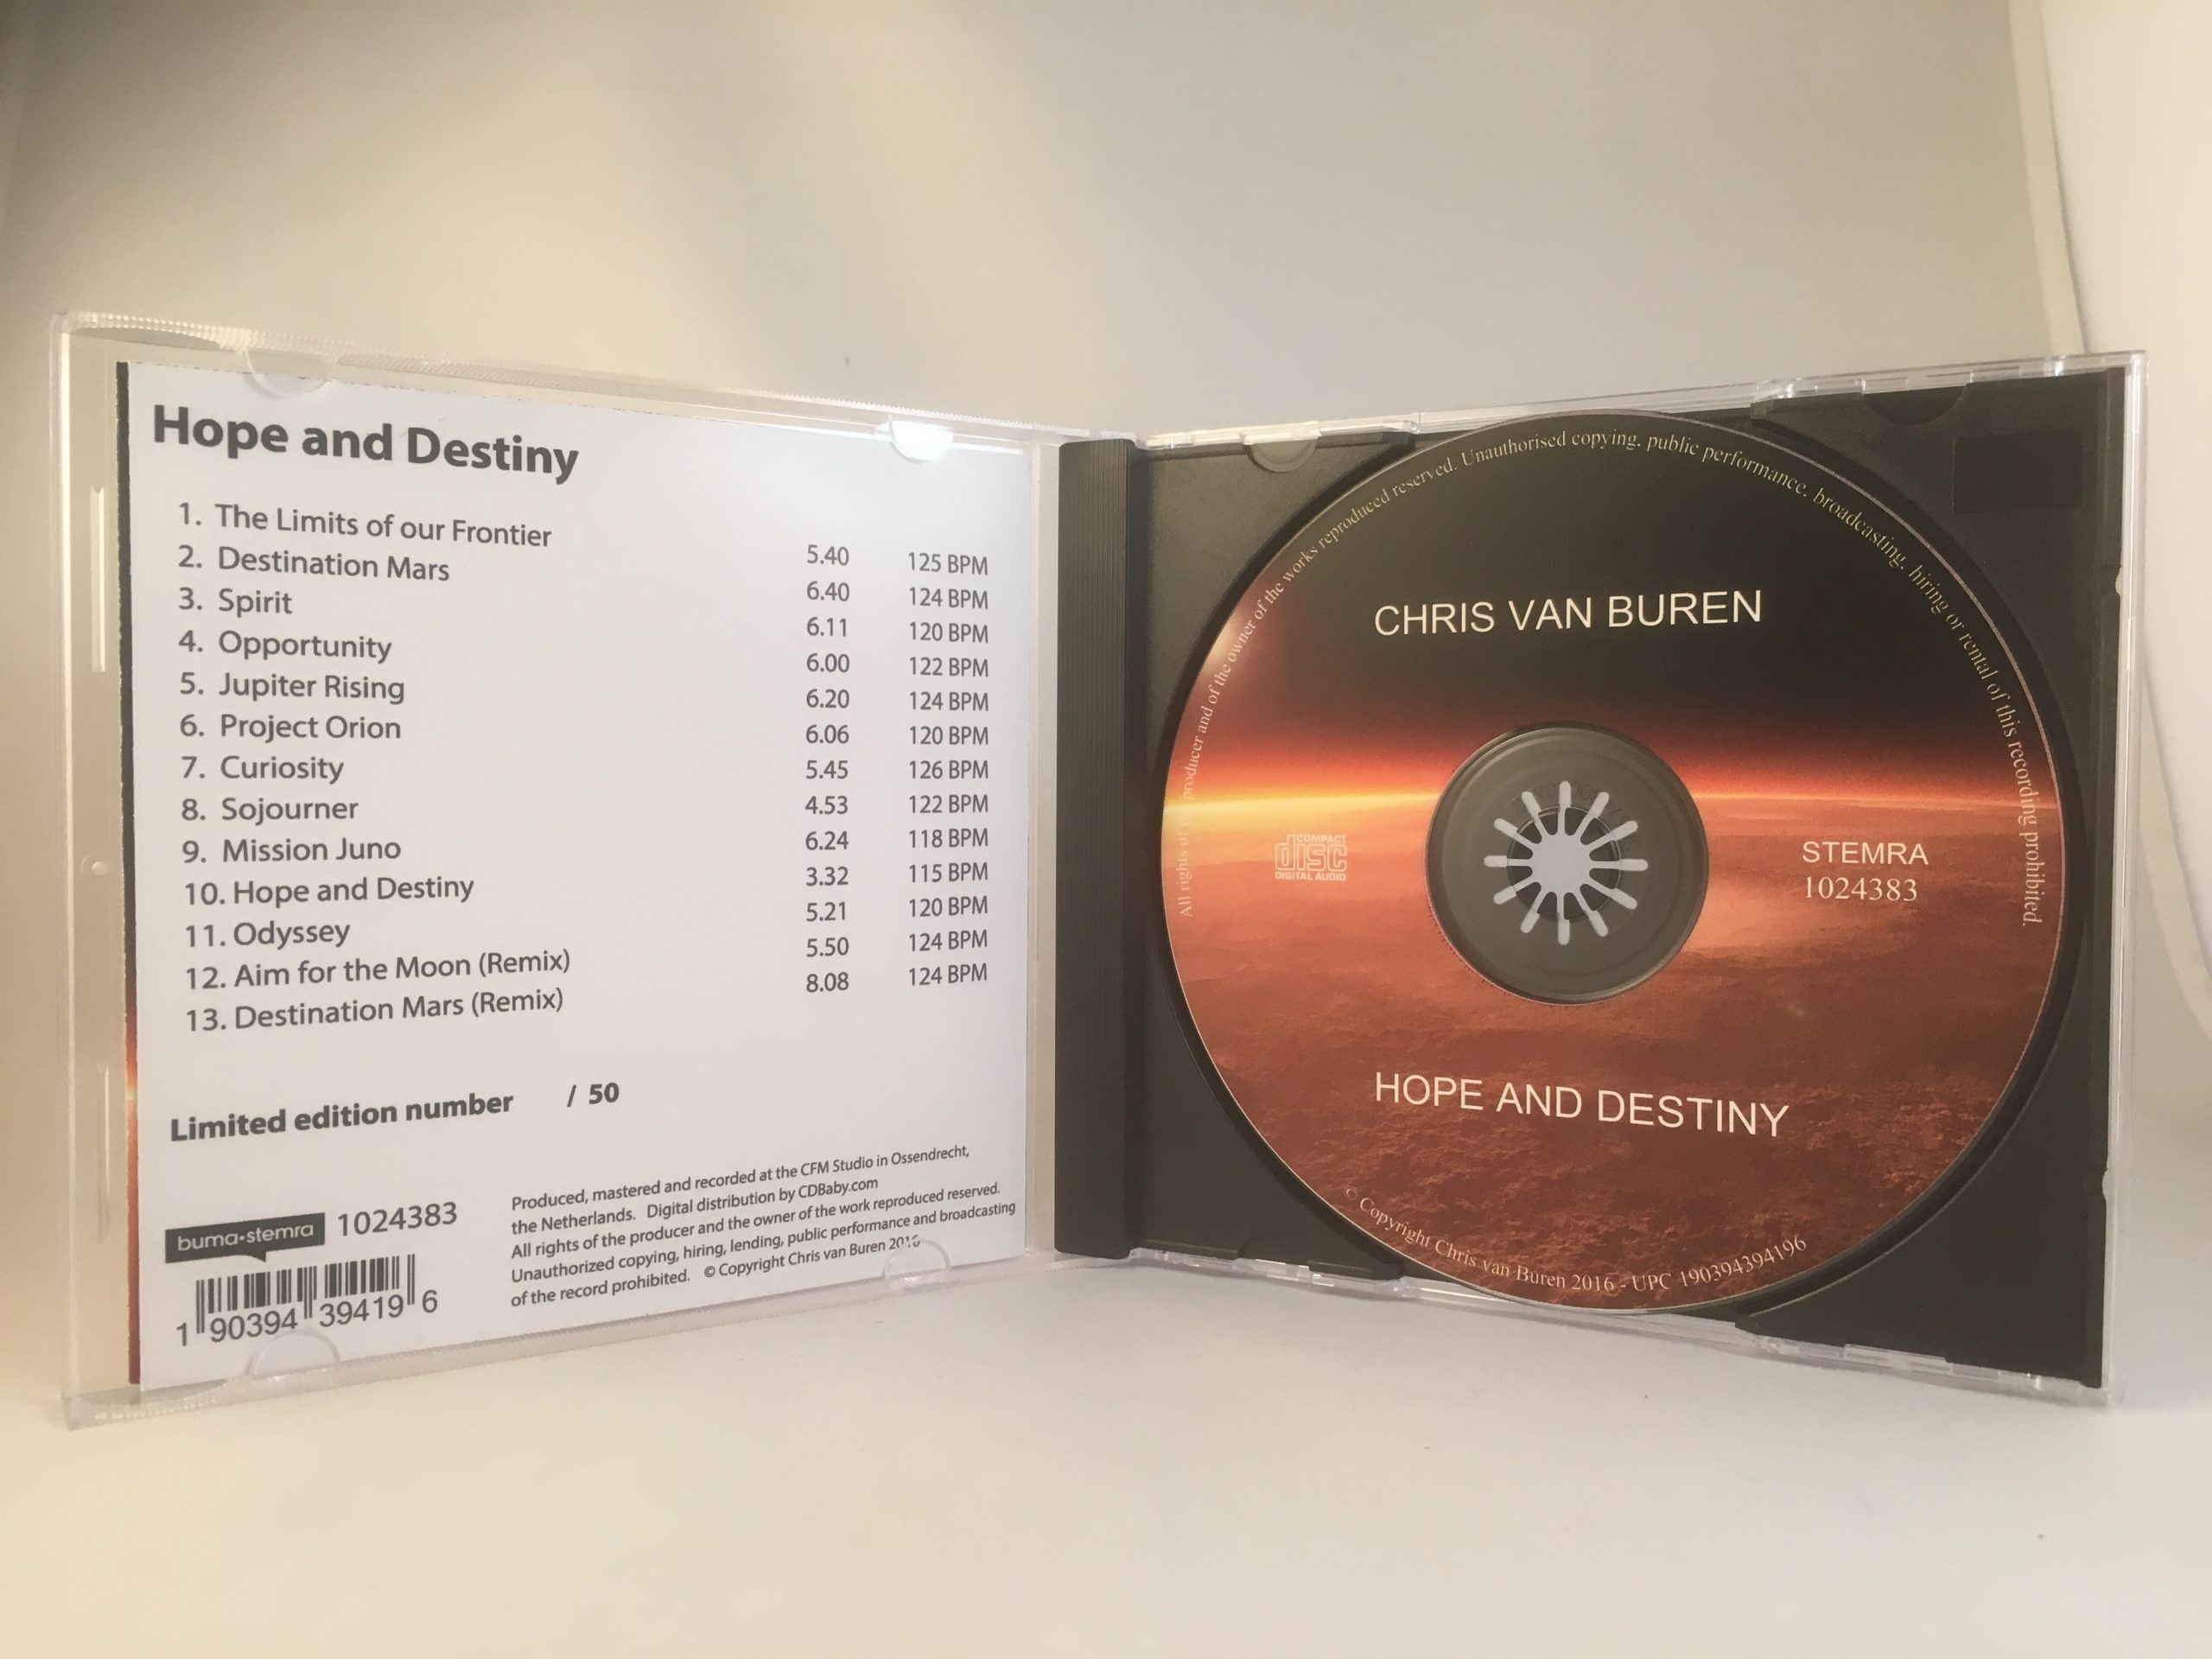 Hope and Destiny
1. The Limits of our Frontier 5.40 125 BPM
2. Destination Mars 6.40 124 BPM
3. Spirit 6.11 120 BPM
4. Opportunity 6.00 122 BPM
5. Jupiter Rising 6.20 124 BPM
6. Project Orion 6.06 120 BPM
7. Curiosity 5.45 126 BPM
8. Sojourner 4.53 122 BPM
9. Mission Juno 6.24 118 BPM
10. Hope and Destiny 3.32 115 BPM
11. Odyssey 5.21 120 BPM
12. Aim for the Moon (Remix) 5.50 124 BPM
13. Destination Mars (Remix) 8.08 124 BPM
Limited edition number / 50
buma•stemra 1024383
1 90394 39419 6
Produced, mastered and recorded at the CFM Studio in Ossendrecht,
the Netherlands. Digital distribution by CDBaby.com
All rights of the producer and the owner of the work reproduced reserved.
Unauthorized copying, hiring, lending, public performance and broadcasting
of the record prohibited. © Copyright Chris van Buren 2016
All rights of the producer and of the owner of the works reproduced reserved. Unauthorised copying, public performance, broadcasting, hiring or rental of this recording prohibited.
CHRIS VAN BUREN
COMPACT
disc
DIGITAL AUDIO
STEMRA
1024383
HOPE AND DESTINY
© Copyright Chris van Buren 2016 - UPC 190394394196